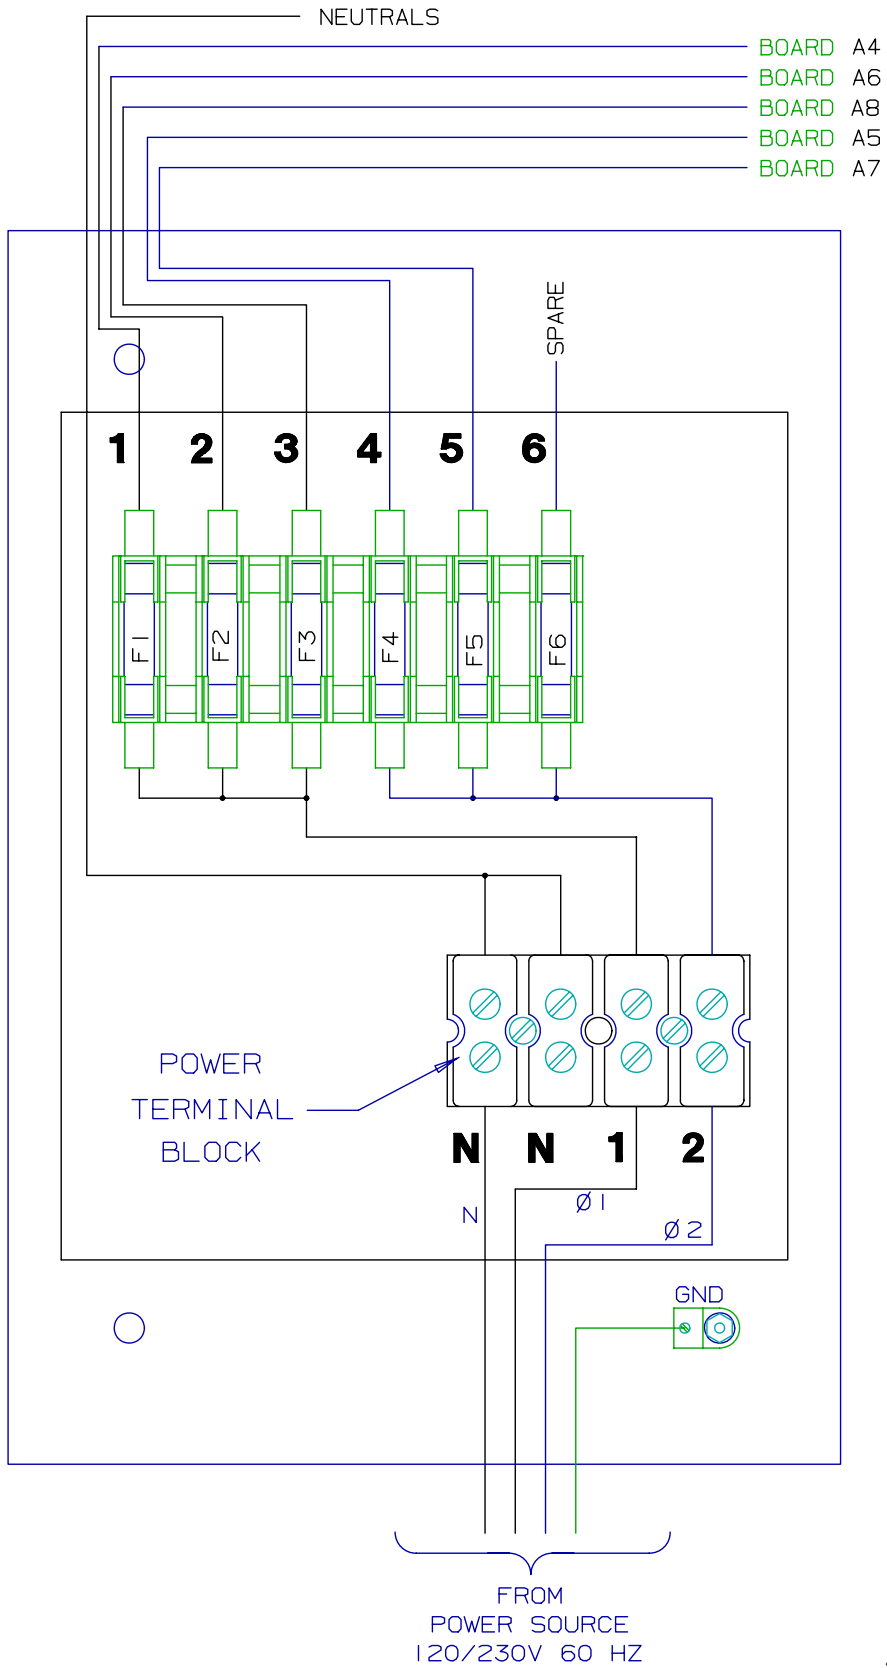 NEUTRALS
BOARD A4
BOARD A6
BOARD A8
BOARD A5
BOARD A7
SPARE
1 2 3 4 5 6
F1 F2 F3 F4 F5 F6
POWER
TERMINAL
BLOCK
N N 1 2
N Ø1 Ø2
GND
FROM
POWER SOURCE
120/230V 60 HZ